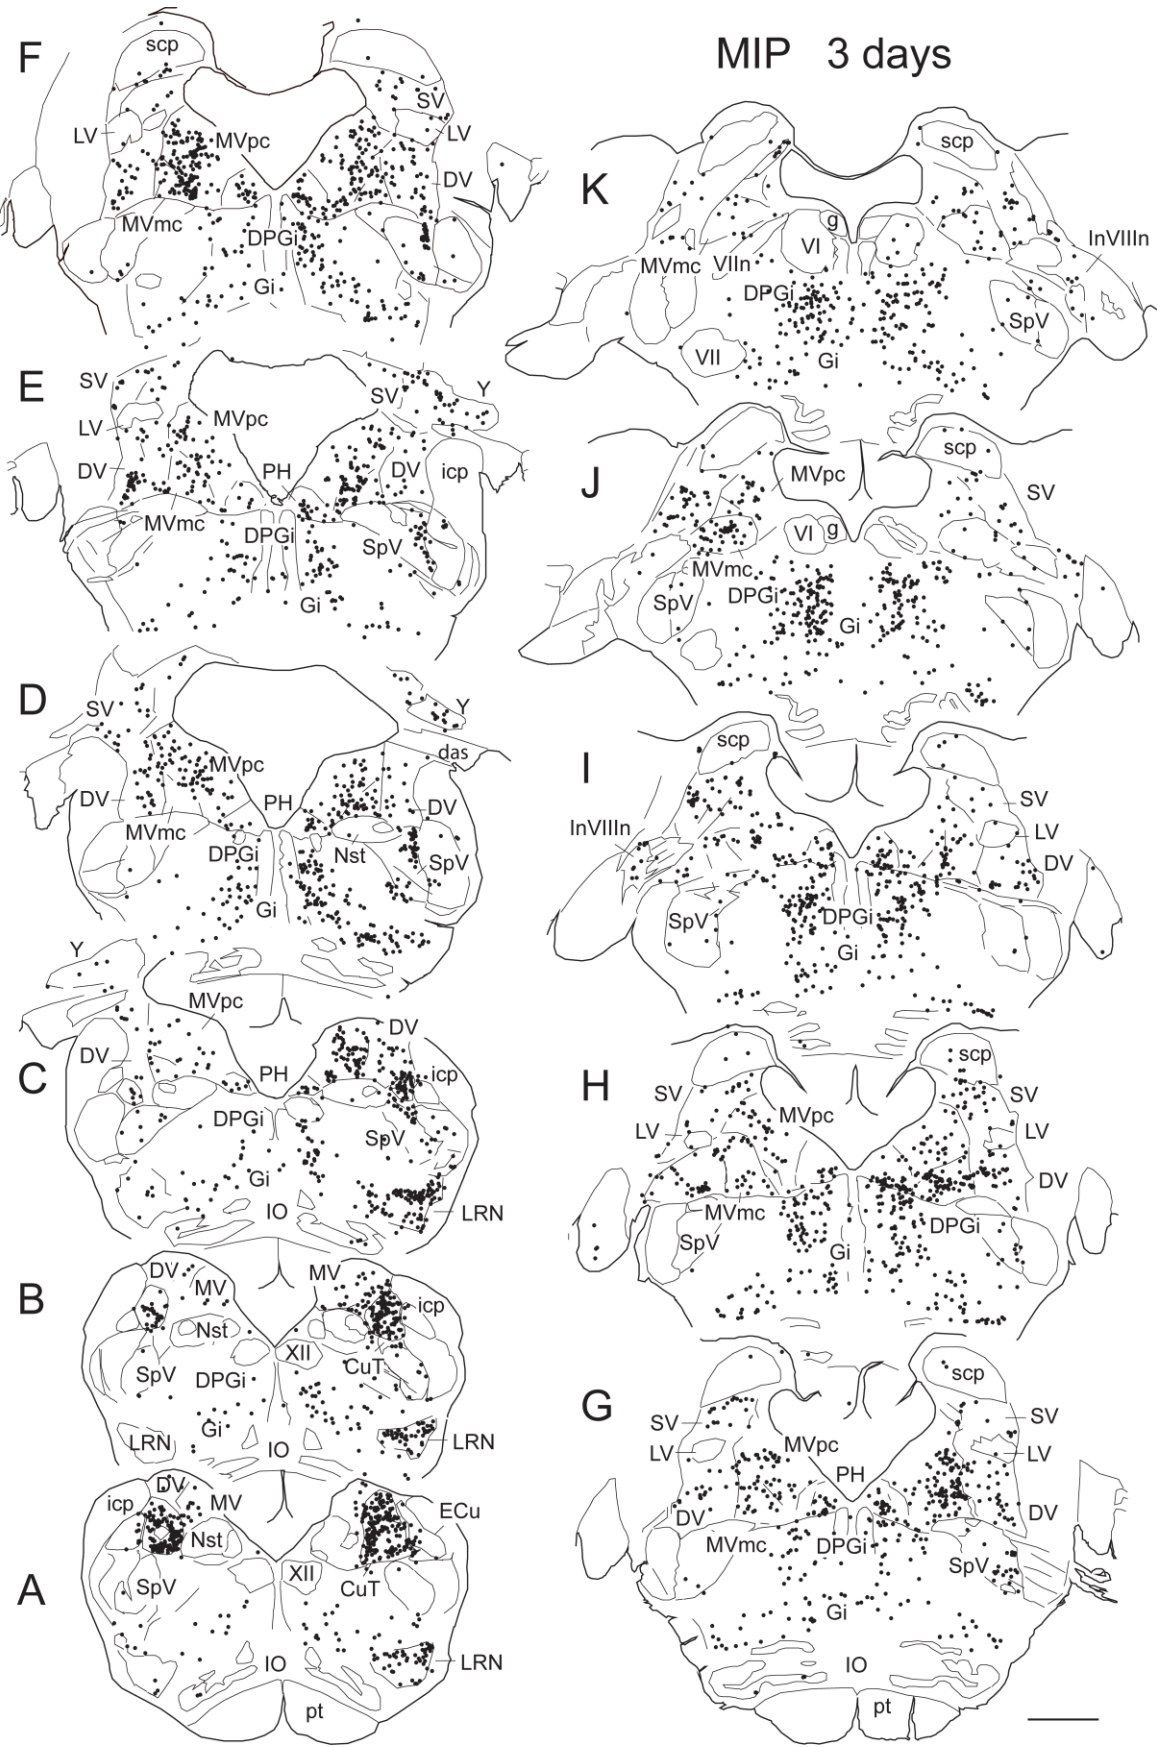 MIP 3 days
F
scp
SV
LV
MVpc
LV
DV
MVmc
DPGi
Gi
E
SV
SV
Y
LV
MVpc
DV
PH
DV
icp
MVmc
DPGi
SpV
Gi
D
SV
Y
MVpc
das
DV
PH
DV
MVmc
DPGi
Nst
SpV
Gi
Y
MVpc
DV
DV
C
PH
icp
DPGi
SpV
Gi
IO
LRN
B
DV
MV
MV
icp
Nst
XII
SpV
DPGi
CuT
Gi
LRN
IO
LRN
A
DV
icp
MV
ECu
Nst
XII
SpV
CuT
IO
LRN
pt
K
scp
g
VI
InVIIIn
MVmc
VIIn
DPGi
SpV
VII
Gi
J
scp
MVpc
SV
VI
g
MVmc
SpV
DPGi
Gi
I
scp
SV
InVIIIn
LV
DV
SpV
DPGi
Gi
H
scp
SV
SV
MVpc
LV
LV
DV
MVmc
DPGi
SpV
Gi
G
scp
SV
SV
LV
MVpc
LV
PH
DV
DV
MVmc
DPGi
SpV
Gi
IO
pt